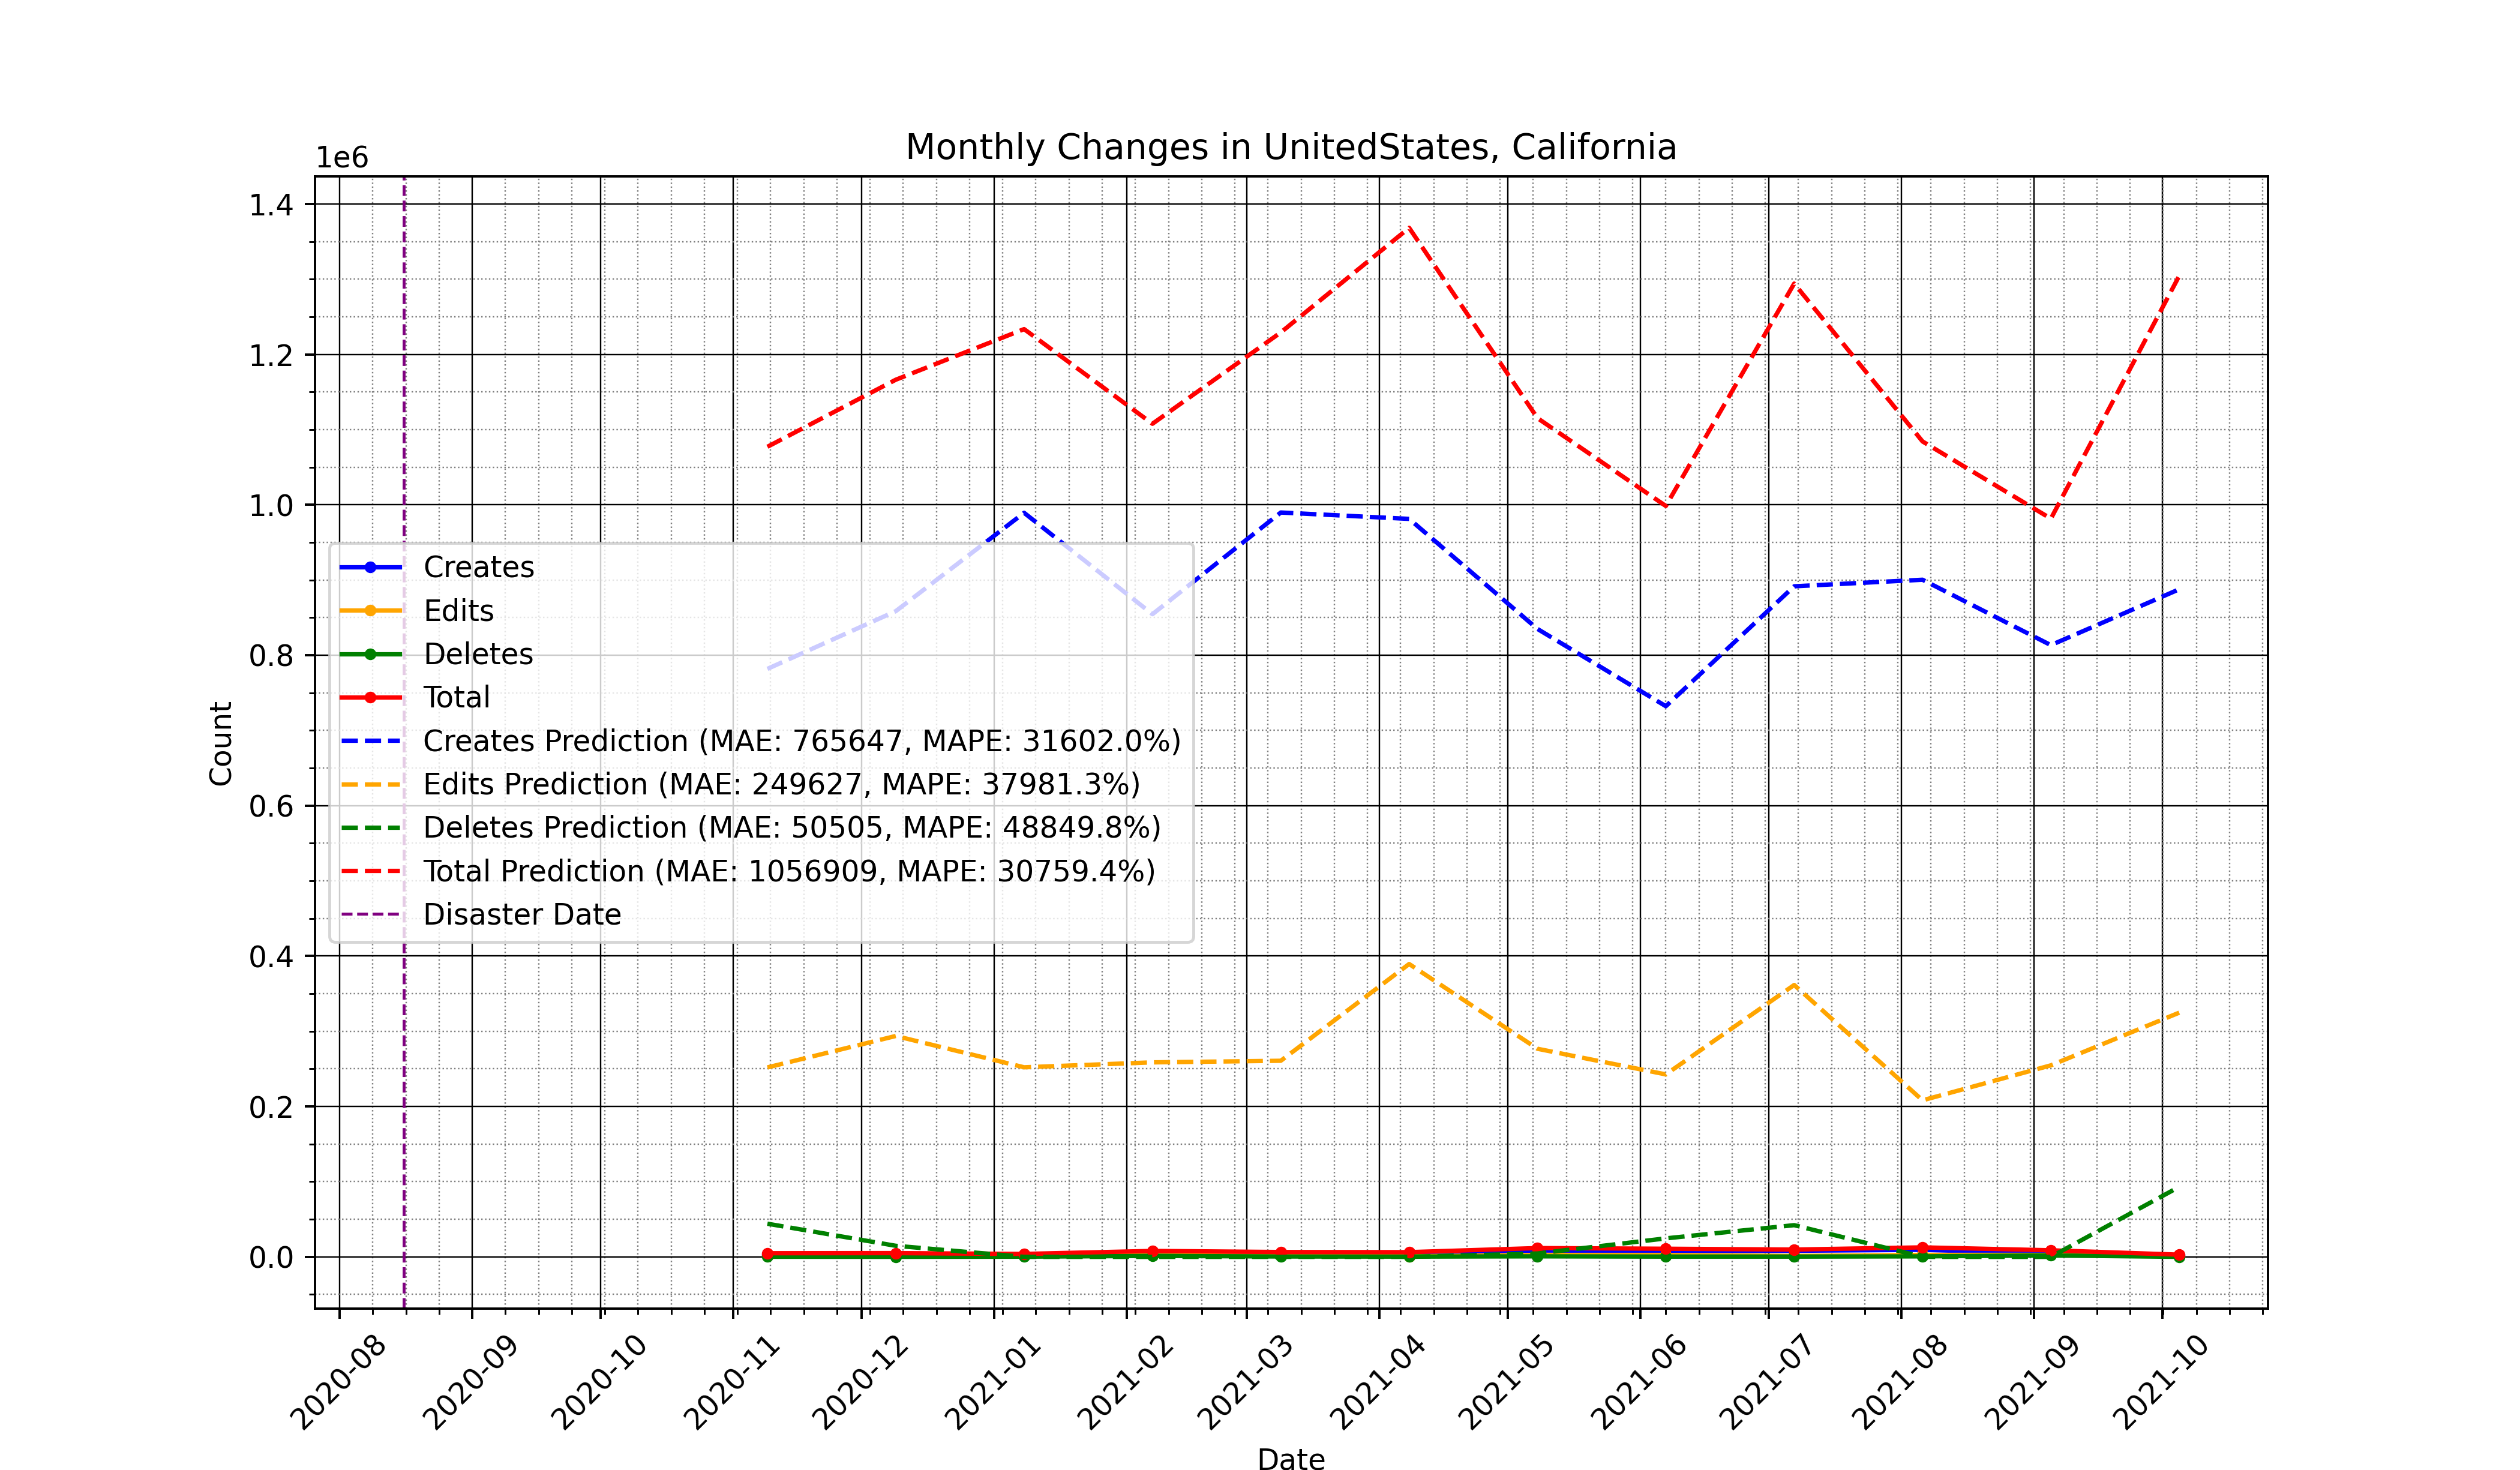 Monthly Changes in UnitedStates, California
1e6
1.4
1.2
1.0
0.8
0.6
0.4
0.2
0.0
Count
Creates
Edits
Deletes
Total
Creates Prediction (MAE: 765647, MAPE: 31602.0%)
Edits Prediction (MAE: 249627, MAPE: 37981.3%)
Deletes Prediction (MAE: 50505, MAPE: 48849.8%)
Total Prediction (MAE: 1056909, MAPE: 30759.4%)
Disaster Date
2020-08
2020-09
2020-10
2020-11
2020-12
2021-01
2021-02
2021-03
2021-04
2021-05
2021-06
2021-07
2021-08
2021-09
2021-10
Date